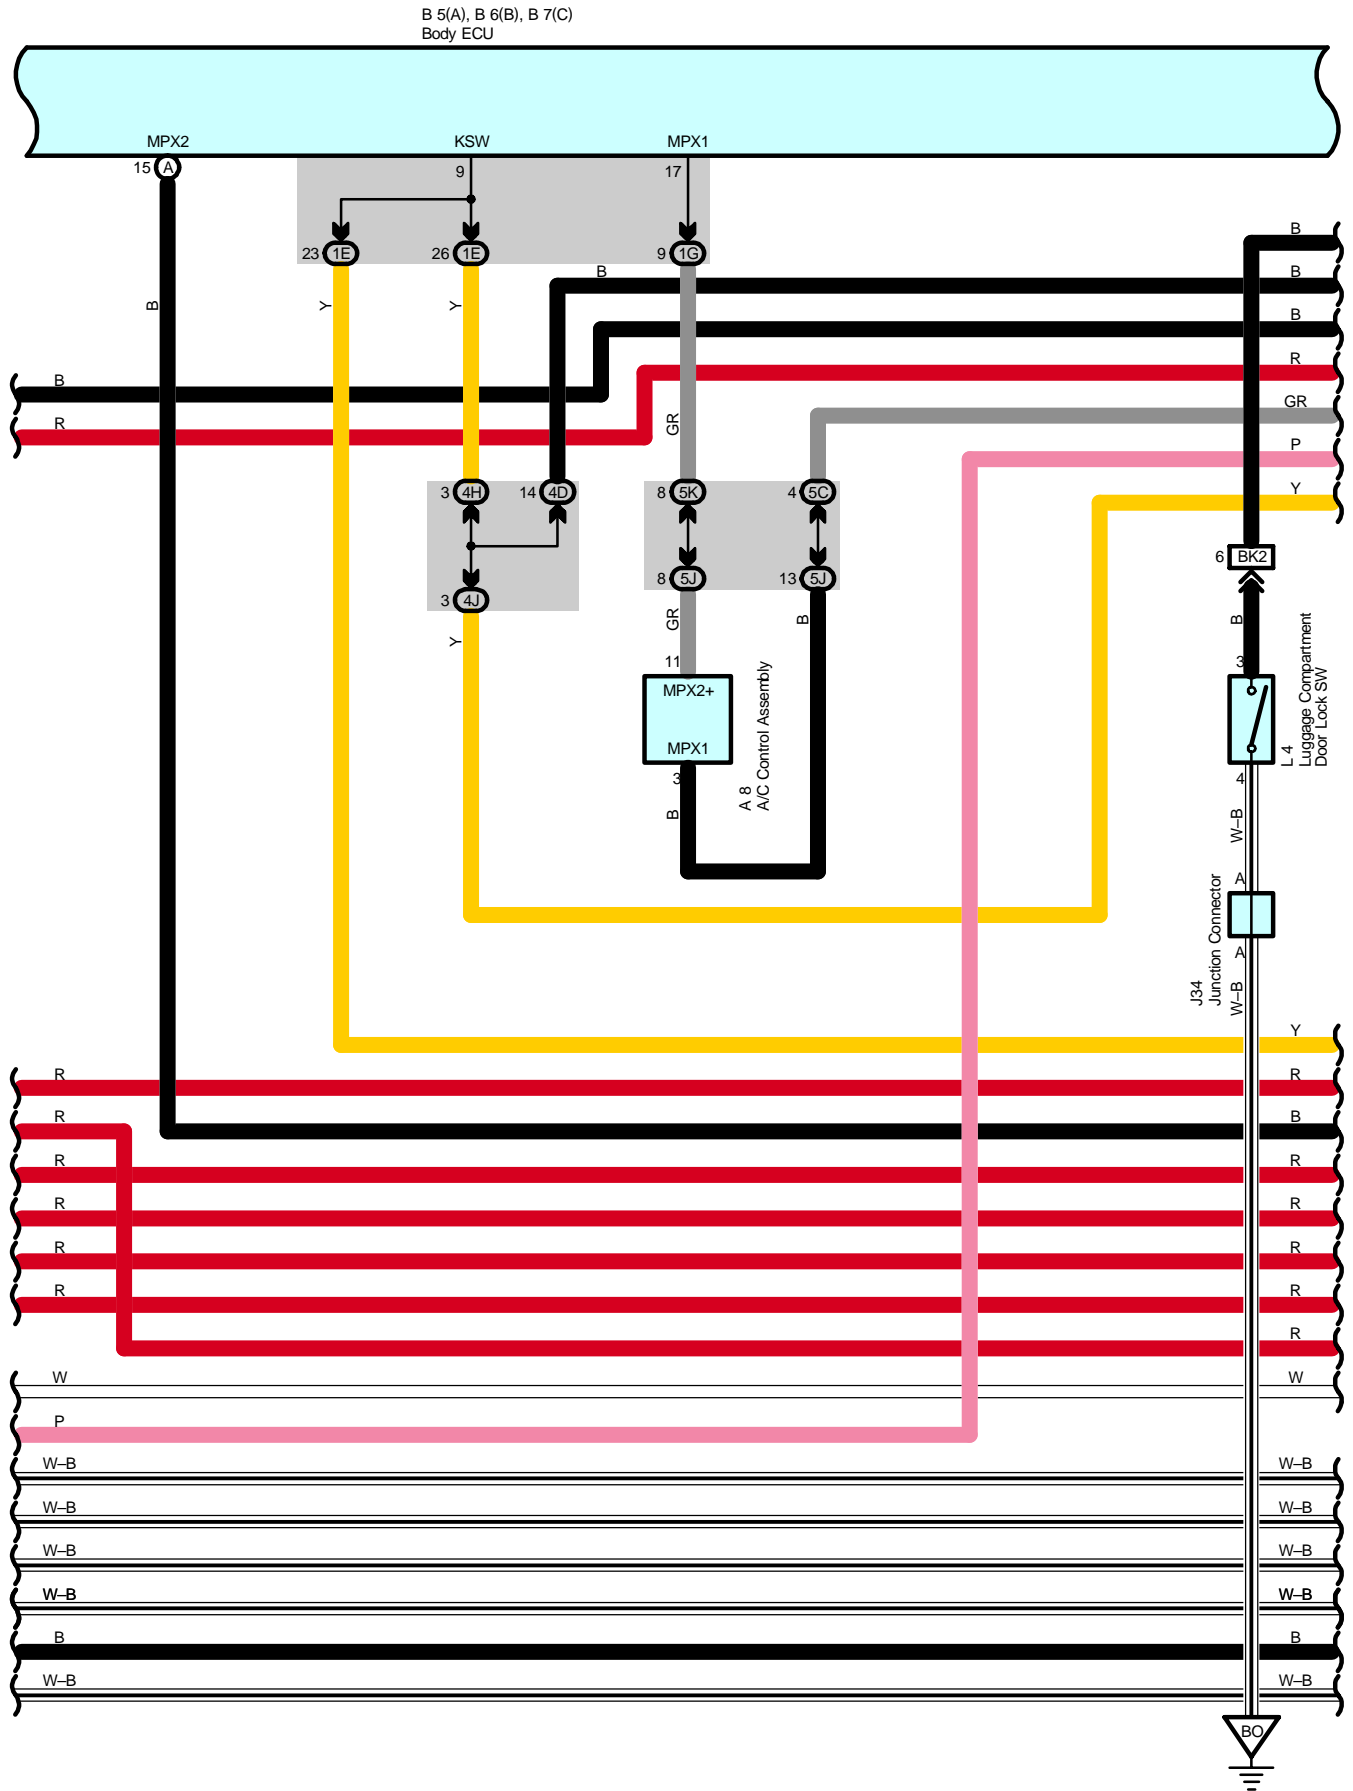 B 5(A), B 6(B), B 7(C)
Body ECU
MPX2
KSW
MPX1
15 A
9
17
23 1E
26 1E
9 1G
B
B
B
Y
Y
B
B
R
GR
P
Y
B
R
GR
3 4H
14 4D
8 5K
4 5C
8 5J
13 5J
3 4J
6 BK2
Y
GR
B
B
11
MPX2+
MPX1
3
B
A 8
A/C Control Assembly
3
4
L 4
Luggage Compartment
Door Lock SW
W–B
A
A
J34
Junction Connector
W–B
Y
R
R
R
B
R
R
R
R
R
R
R
R
R
W
W
P
W–B
W–B
W–B
W–B
W–B
W–B
W–B
W–B
B
B
W–B
W–B
BO